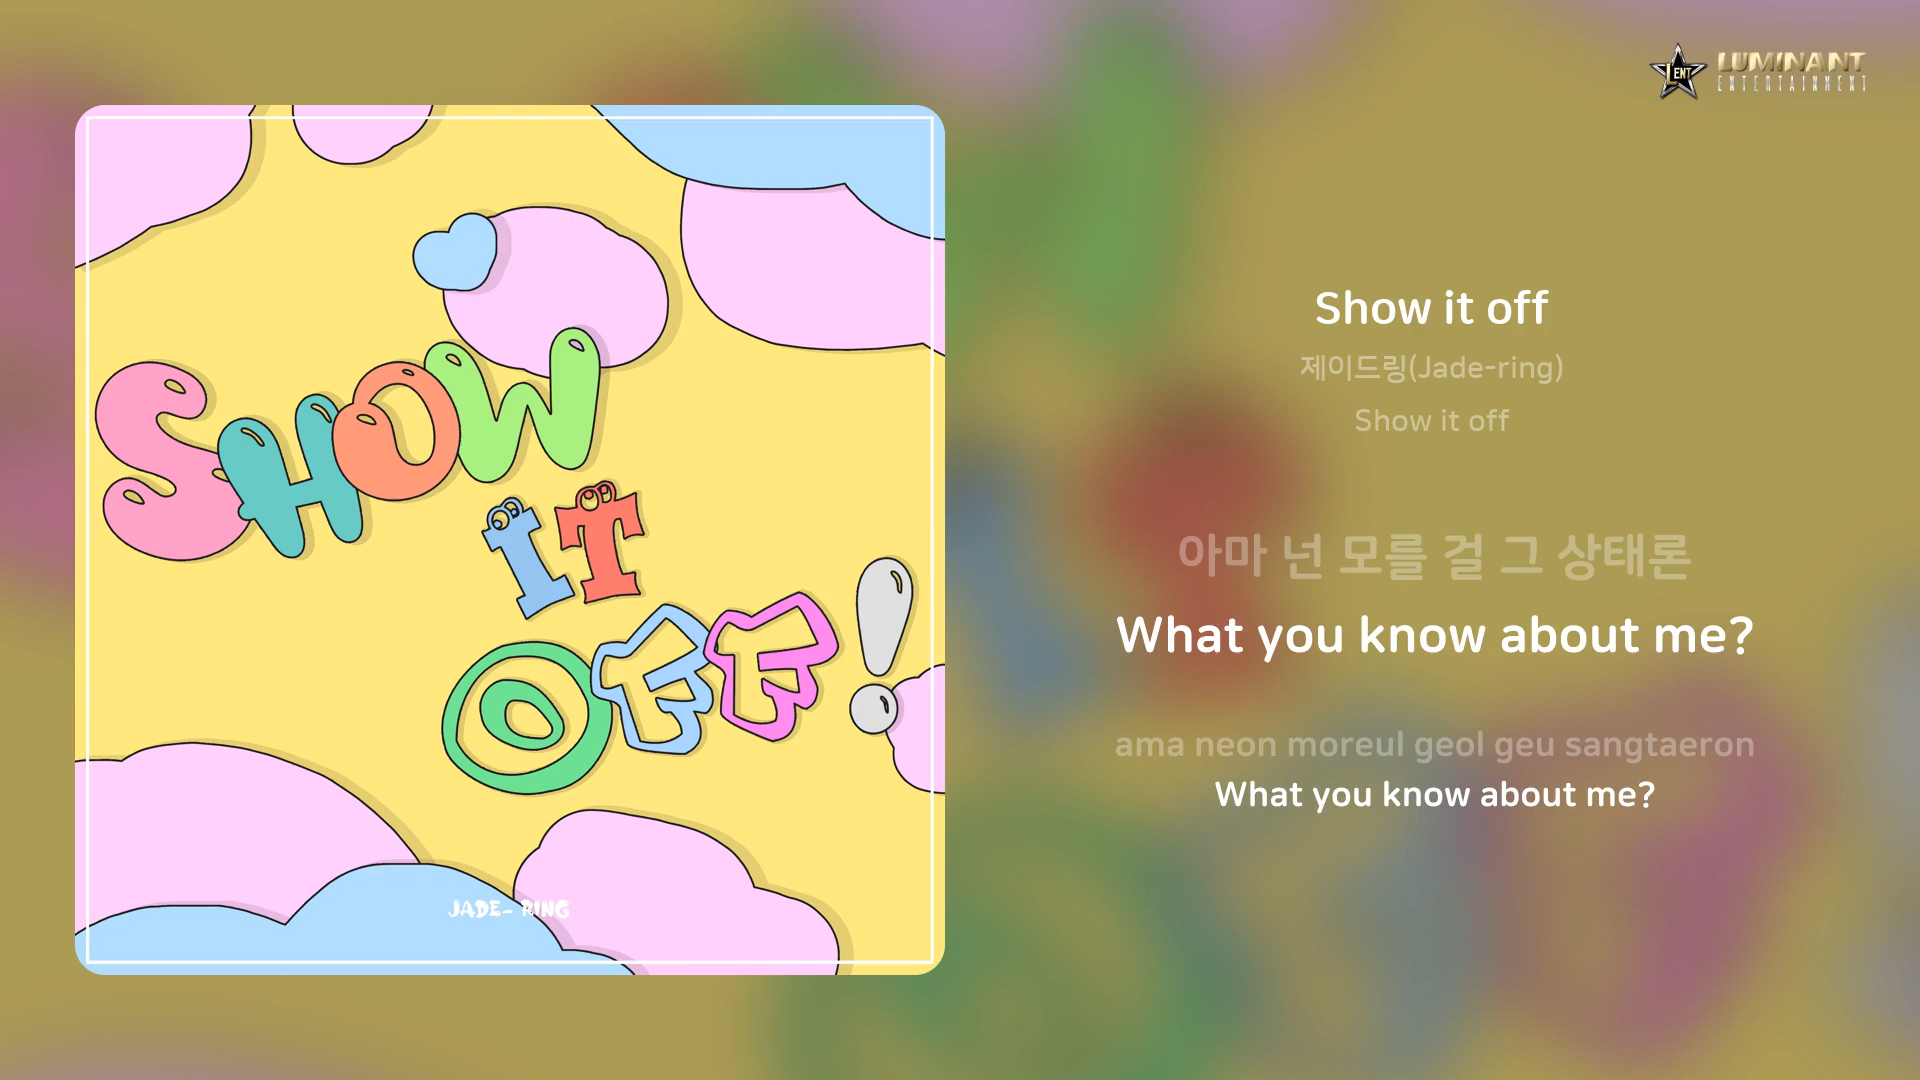 LENT
LUMINANT
ENTERTAINMENT
SHOW
IT
OFF!
JADE- RING
Show it off
제이드링(Jade-ring)
Show it off
아마 넌 모를 걸 그 상태론
What you know about me?
ama neon moreul geol geu sangtaeron
What you know about me?